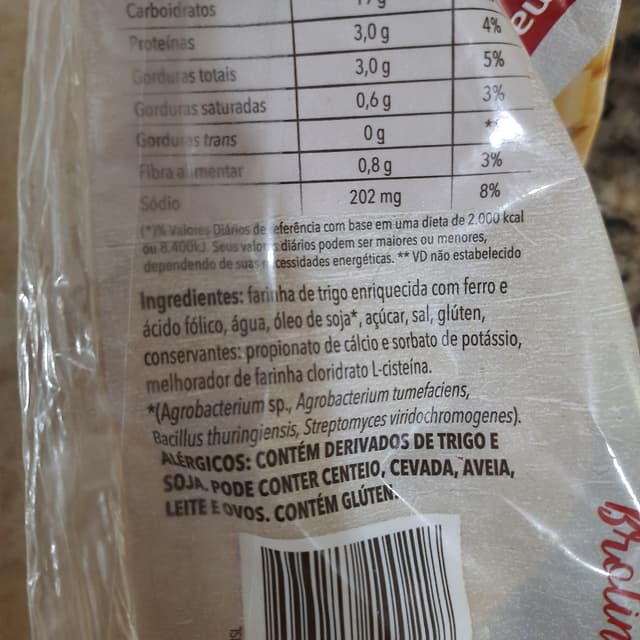 Carboidratos 17 g
Proteínas 3,0 g 4%
Gorduras totais 3,0 g 5%
Gorduras saturadas 0,6 g 3%
Gorduras trans 0 g **
Fibra alimentar 0,8 g 3%
Sódio 202 mg 8%
(*)% Valores Diários de referência com base em uma dieta de 2.000 kcal
ou 8.400kJ. Seus valores diários podem ser maiores ou menores,
dependendo de suas necessidades energéticas. ** VD não estabelecido
Ingredientes: farinha de trigo enriquecida com ferro e
ácido fólico, água, óleo de soja*, açúcar, sal, glúten,
conservantes: propionato de cálcio e sorbato de potássio,
melhorador de farinha cloridrato L-cisteína.
*(Agrobacterium sp., Agrobacterium tumefaciens,
Bacillus thuringiensis, Streptomyces viridochromogenes).
ALÉRGICOS: CONTÉM DERIVADOS DE TRIGO E
SOJA. PODE CONTER CENTEIO, CEVADA, AVEIA,
LEITE E OVOS. CONTÉM GLÚTEN.